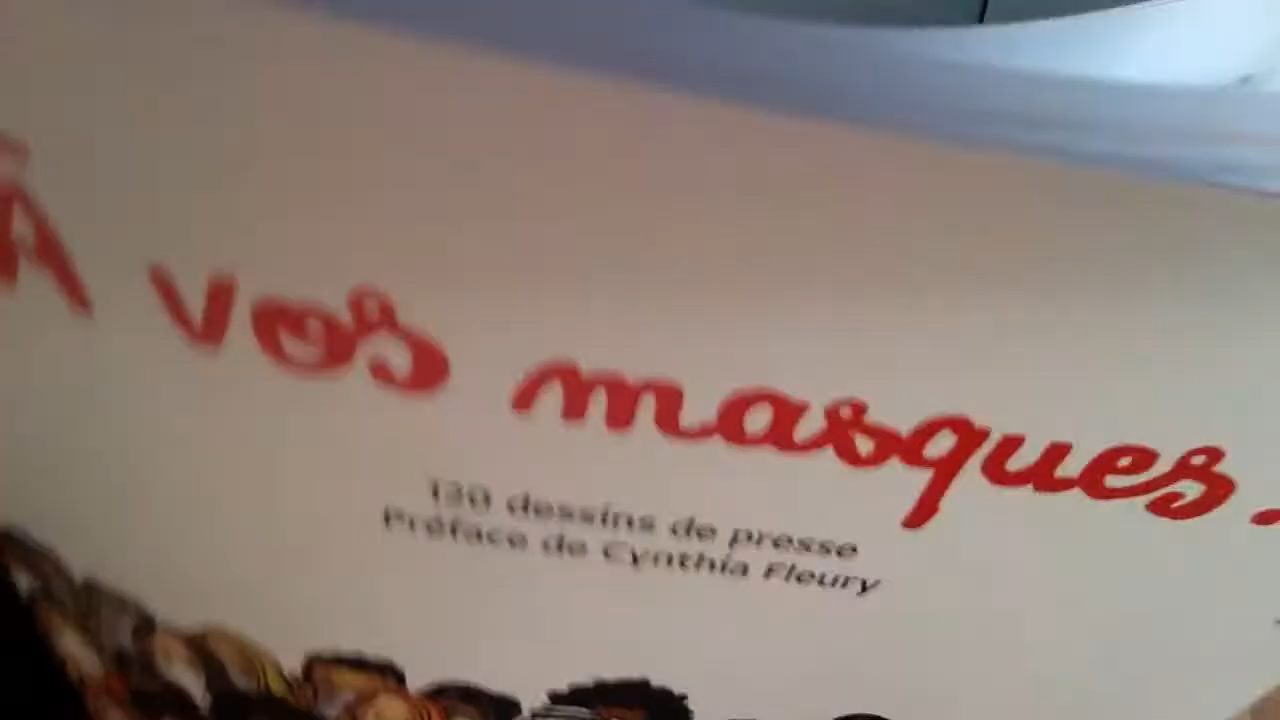 À vos masques.
130 dessins de presse
Préface de Cynthia Fleury